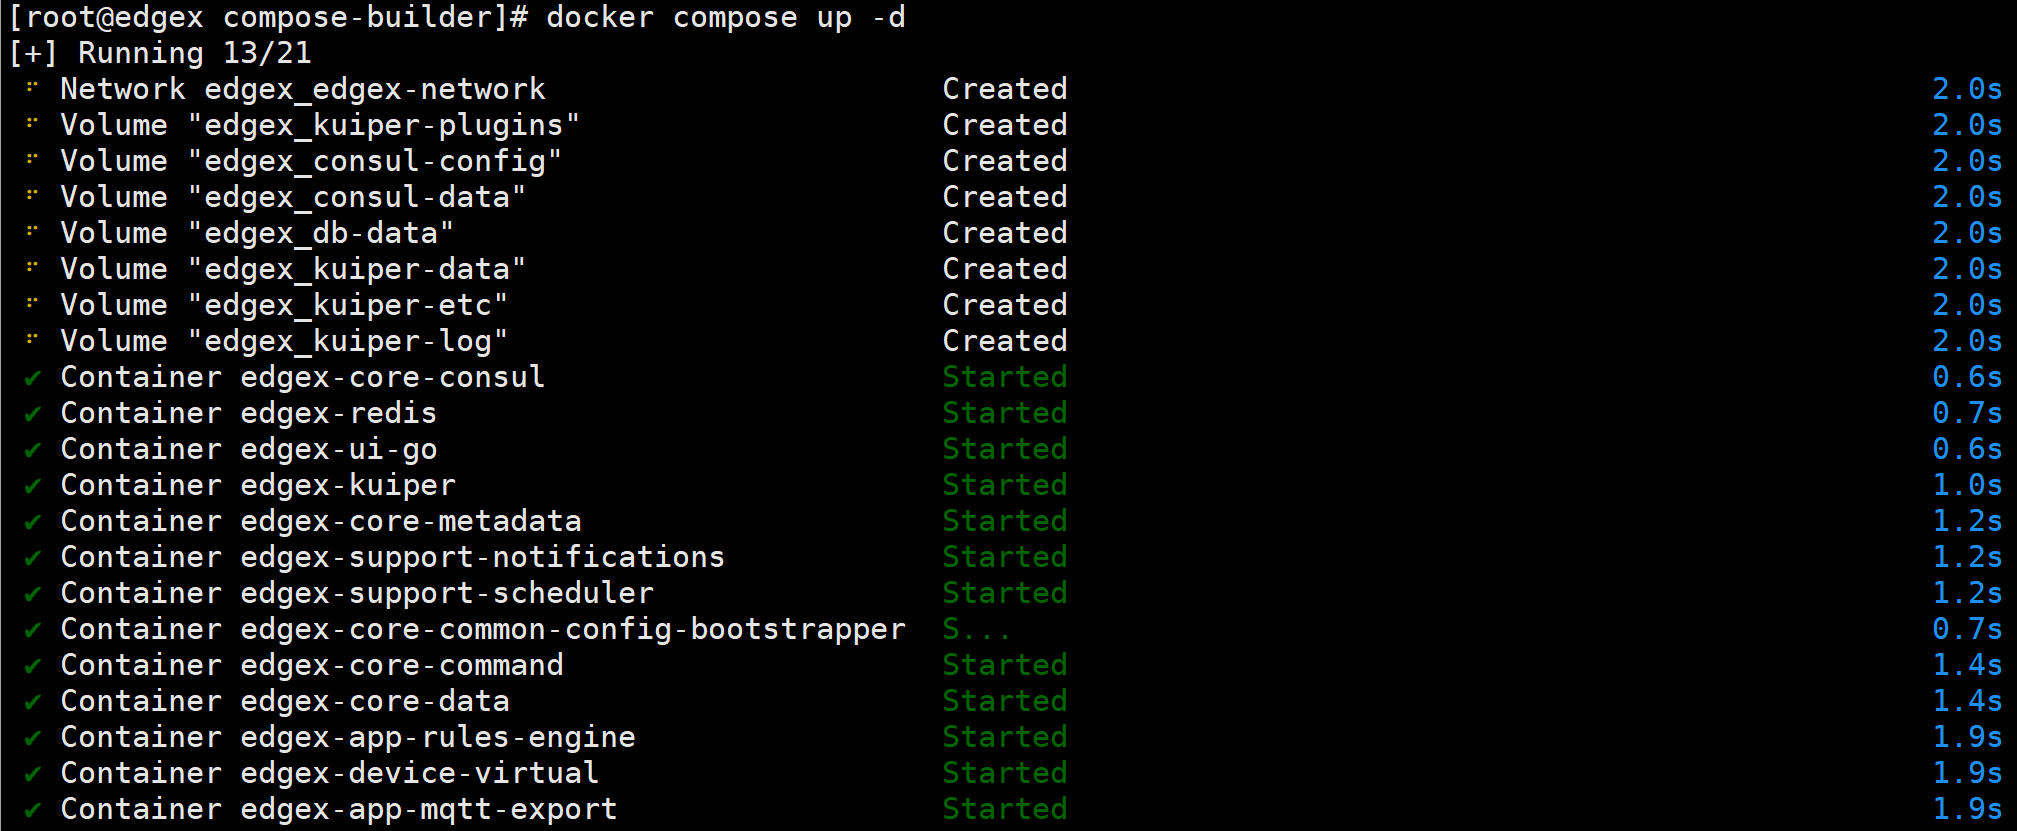 [root@edgex compose-builder]# docker compose up -d
[+] Running 13/21
⠋ Network edgex_edgex-network Created 2.0s
⠋ Volume "edgex_kuiper-plugins" Created 2.0s
⠋ Volume "edgex_consul-config" Created 2.0s
⠋ Volume "edgex_consul-data" Created 2.0s
⠋ Volume "edgex_db-data" Created 2.0s
⠋ Volume "edgex_kuiper-data" Created 2.0s
⠋ Volume "edgex_kuiper-etc" Created 2.0s
⠋ Volume "edgex_kuiper-log" Created 2.0s
✔ Container edgex-core-consul Started 0.6s
✔ Container edgex-redis Started 0.7s
✔ Container edgex-ui-go Started 0.6s
✔ Container edgex-kuiper Started 1.0s
✔ Container edgex-core-metadata Started 1.2s
✔ Container edgex-support-notifications Started 1.2s
✔ Container edgex-support-scheduler Started 1.2s
✔ Container edgex-core-common-config-bootstrapper S... 0.7s
✔ Container edgex-core-command Started 1.4s
✔ Container edgex-core-data Started 1.4s
✔ Container edgex-app-rules-engine Started 1.9s
✔ Container edgex-device-virtual Started 1.9s
✔ Container edgex-app-mqtt-export Started 1.9s